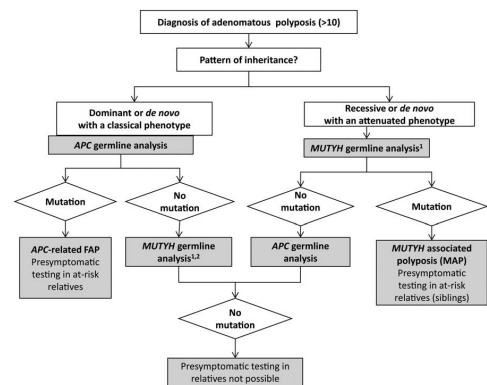 Diagnosis of adenomatous polyposis (>10)
Pattern of inheritance?
Dominant or de novo
with a classical phenotype
APC germline analysis
Recessive or de novo
with an attenuated phenotype
MUTYH germline analysis¹
Mutation
No
mutation
No
mutation
Mutation
APC-related FAP
Presymptomatic
testing in at-risk
relatives
MUTYH germline
analysis¹,²
APC germline
analysis
MUTYH associated
polyposis (MAP)
Presymptomatic
testing in at-risk
relatives (siblings)
No
mutation
Presymptomatic testing in
relatives not possible